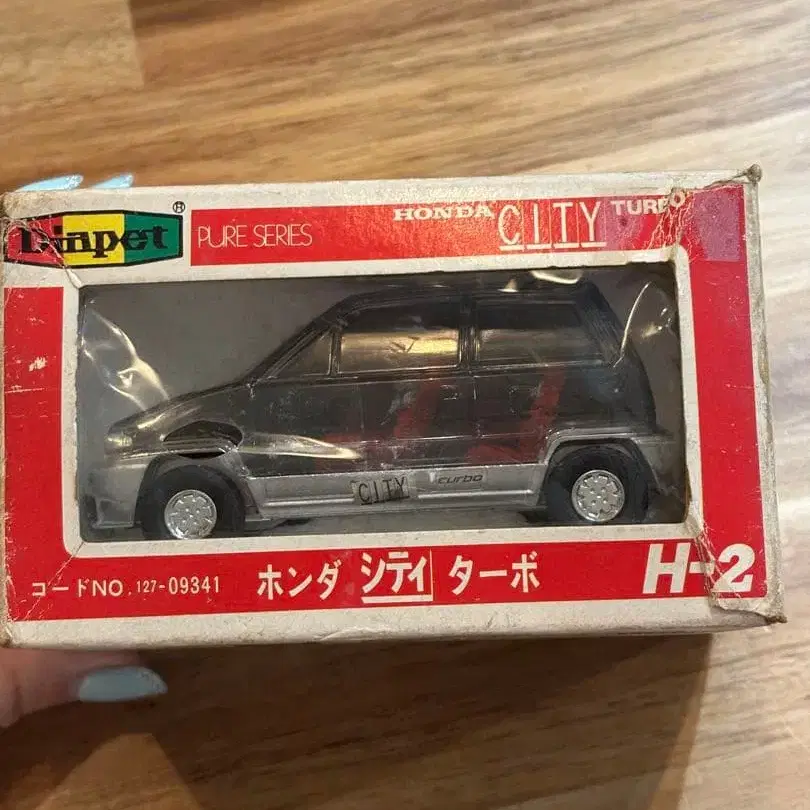 Dinpet ®
PURE SERIES
HONDA CITY TURBO
CITY turbo
コードNO. 127-09341
ホンダ シティ ターボ
H-2